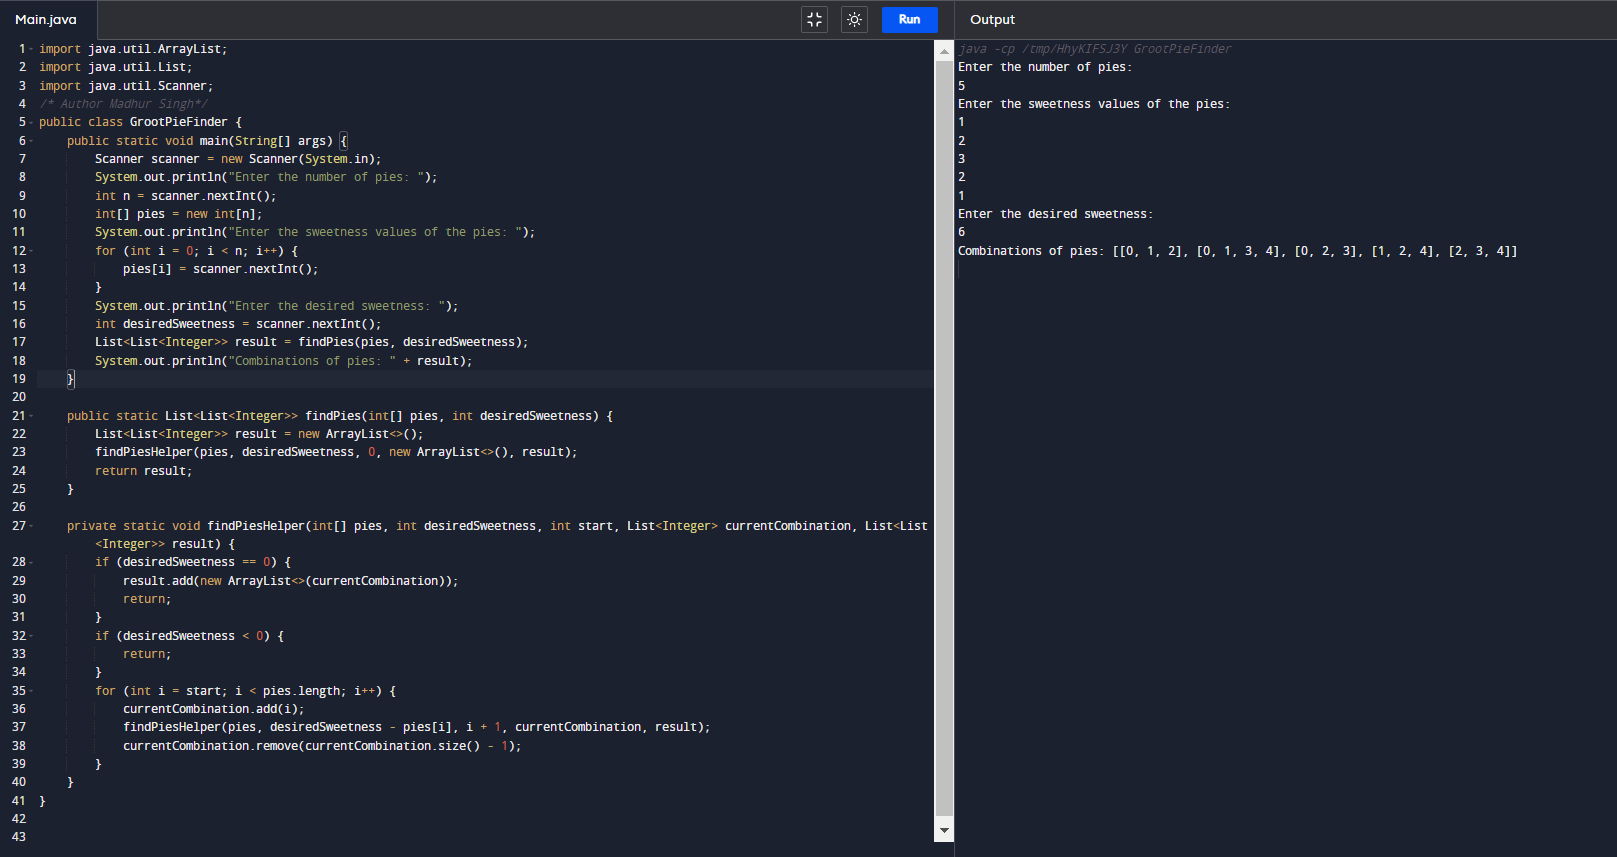 Main.java
Run
Output
1 import java.util.ArrayList;
2 import java.util.List;
3 import java.util.Scanner;
4 /* Author Madhur Singh*/
5 public class GrootPieFinder {
6     public static void main(String[] args) {
7         Scanner scanner = new Scanner(System.in);
8         System.out.println("Enter the number of pies: ");
9         int n = scanner.nextInt();
10         int[] pies = new int[n];
11         System.out.println("Enter the sweetness values of the pies: ");
12         for (int i = 0; i < n; i++) {
13             pies[i] = scanner.nextInt();
14         }
15         System.out.println("Enter the desired sweetness: ");
16         int desiredSweetness = scanner.nextInt();
17         List<List<Integer>> result = findPies(pies, desiredSweetness);
18         System.out.println("Combinations of pies: " + result);
19     }
20
21     public static List<List<Integer>> findPies(int[] pies, int desiredSweetness) {
22         List<List<Integer>> result = new ArrayList<>();
23         findPiesHelper(pies, desiredSweetness, 0, new ArrayList<>(), result);
24         return result;
25     }
26
27     private static void findPiesHelper(int[] pies, int desiredSweetness, int start, List<Integer> currentCombination, List<List
<Integer>> result) {
28         if (desiredSweetness == 0) {
29             result.add(new ArrayList<>(currentCombination));
30             return;
31         }
32         if (desiredSweetness < 0) {
33             return;
34         }
35         for (int i = start; i < pies.length; i++) {
36             currentCombination.add(i);
37             findPiesHelper(pies, desiredSweetness - pies[i], i + 1, currentCombination, result);
38             currentCombination.remove(currentCombination.size() - 1);
39         }
40     }
41 }
42
43
java -cp /tmp/HhyKIFSJ3Y GrootPieFinder
Enter the number of pies:
5
Enter the sweetness values of the pies:
1
2
3
2
1
Enter the desired sweetness:
6
Combinations of pies: [[0, 1, 2], [0, 1, 3, 4], [0, 2, 3], [1, 2, 4], [2, 3, 4]]